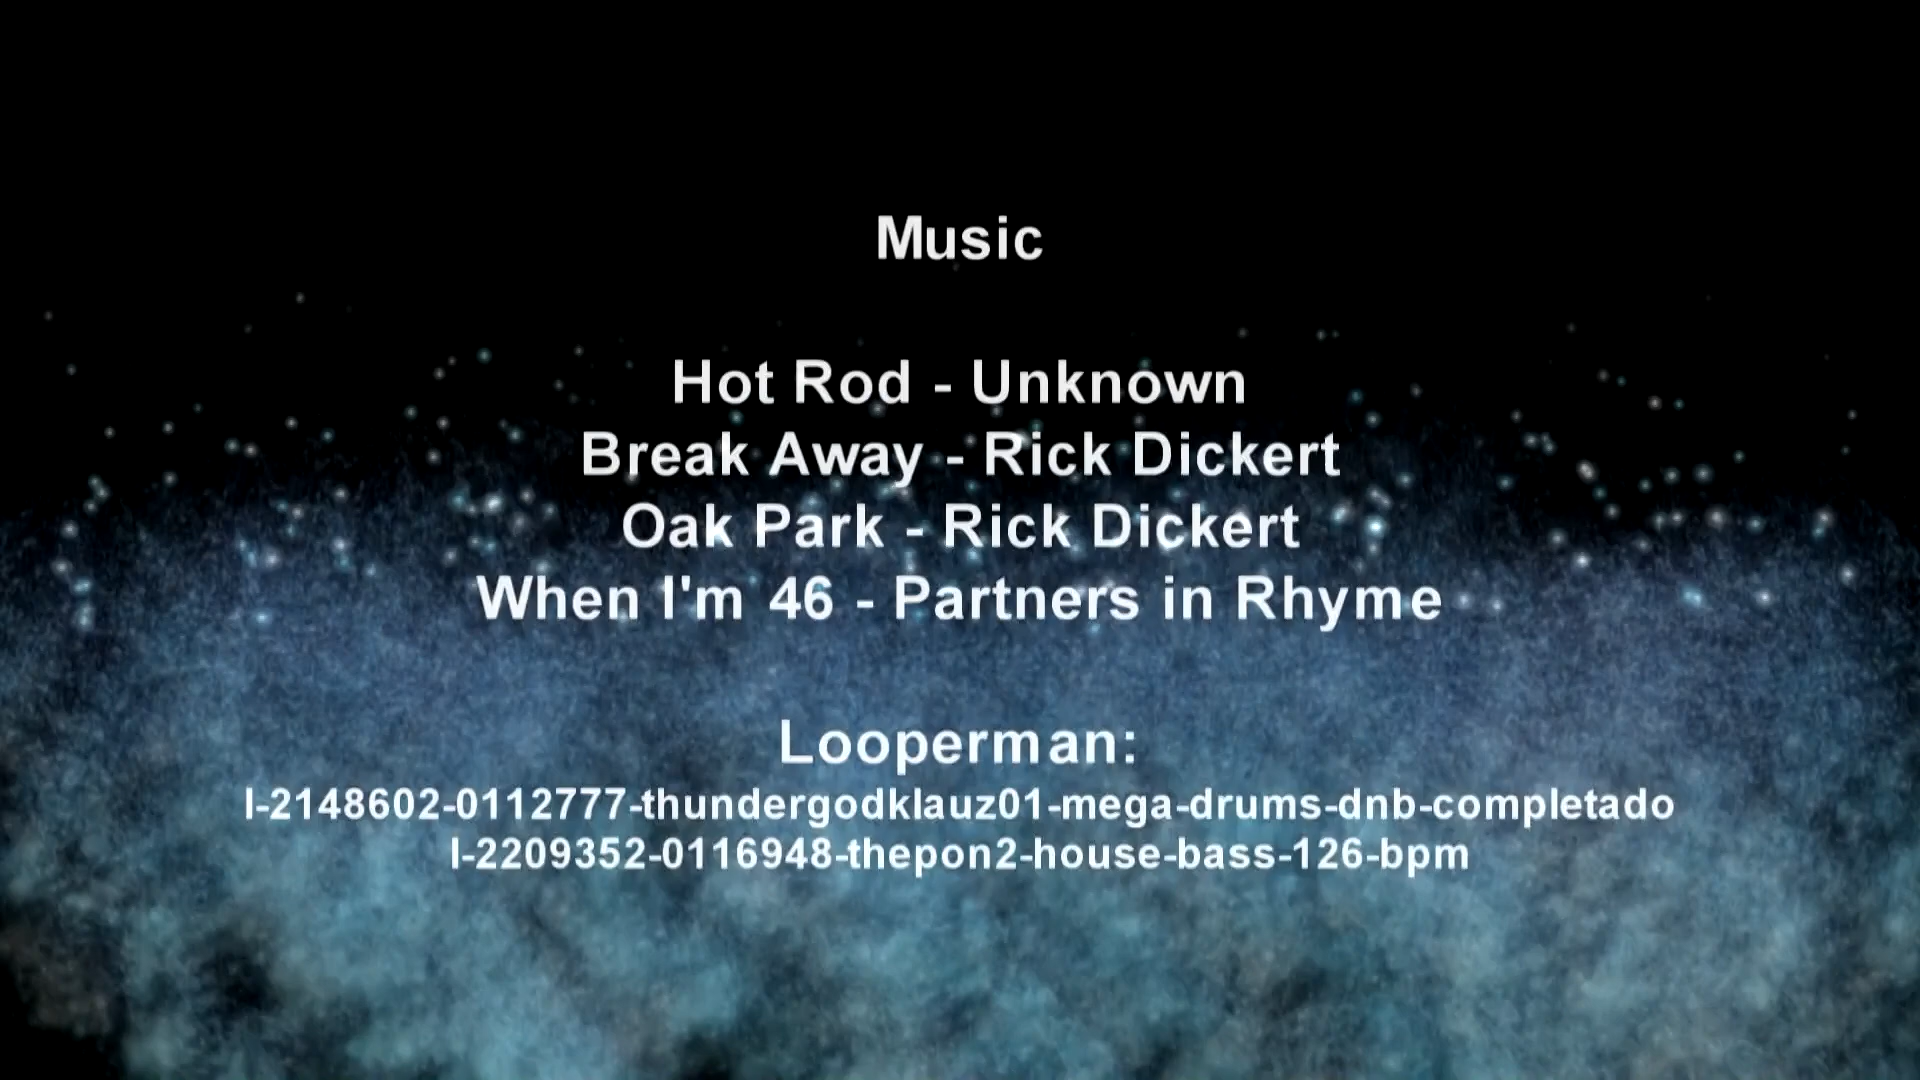 Music
Hot Rod - Unknown
Break Away - Rick Dickert
Oak Park - Rick Dickert
When I'm 46 - Partners in Rhyme
Looperman:
l-2148602-0112777-thundergodklauz01-mega-drums-dnb-completado
l-2209352-0116948-thepon2-house-bass-126-bpm